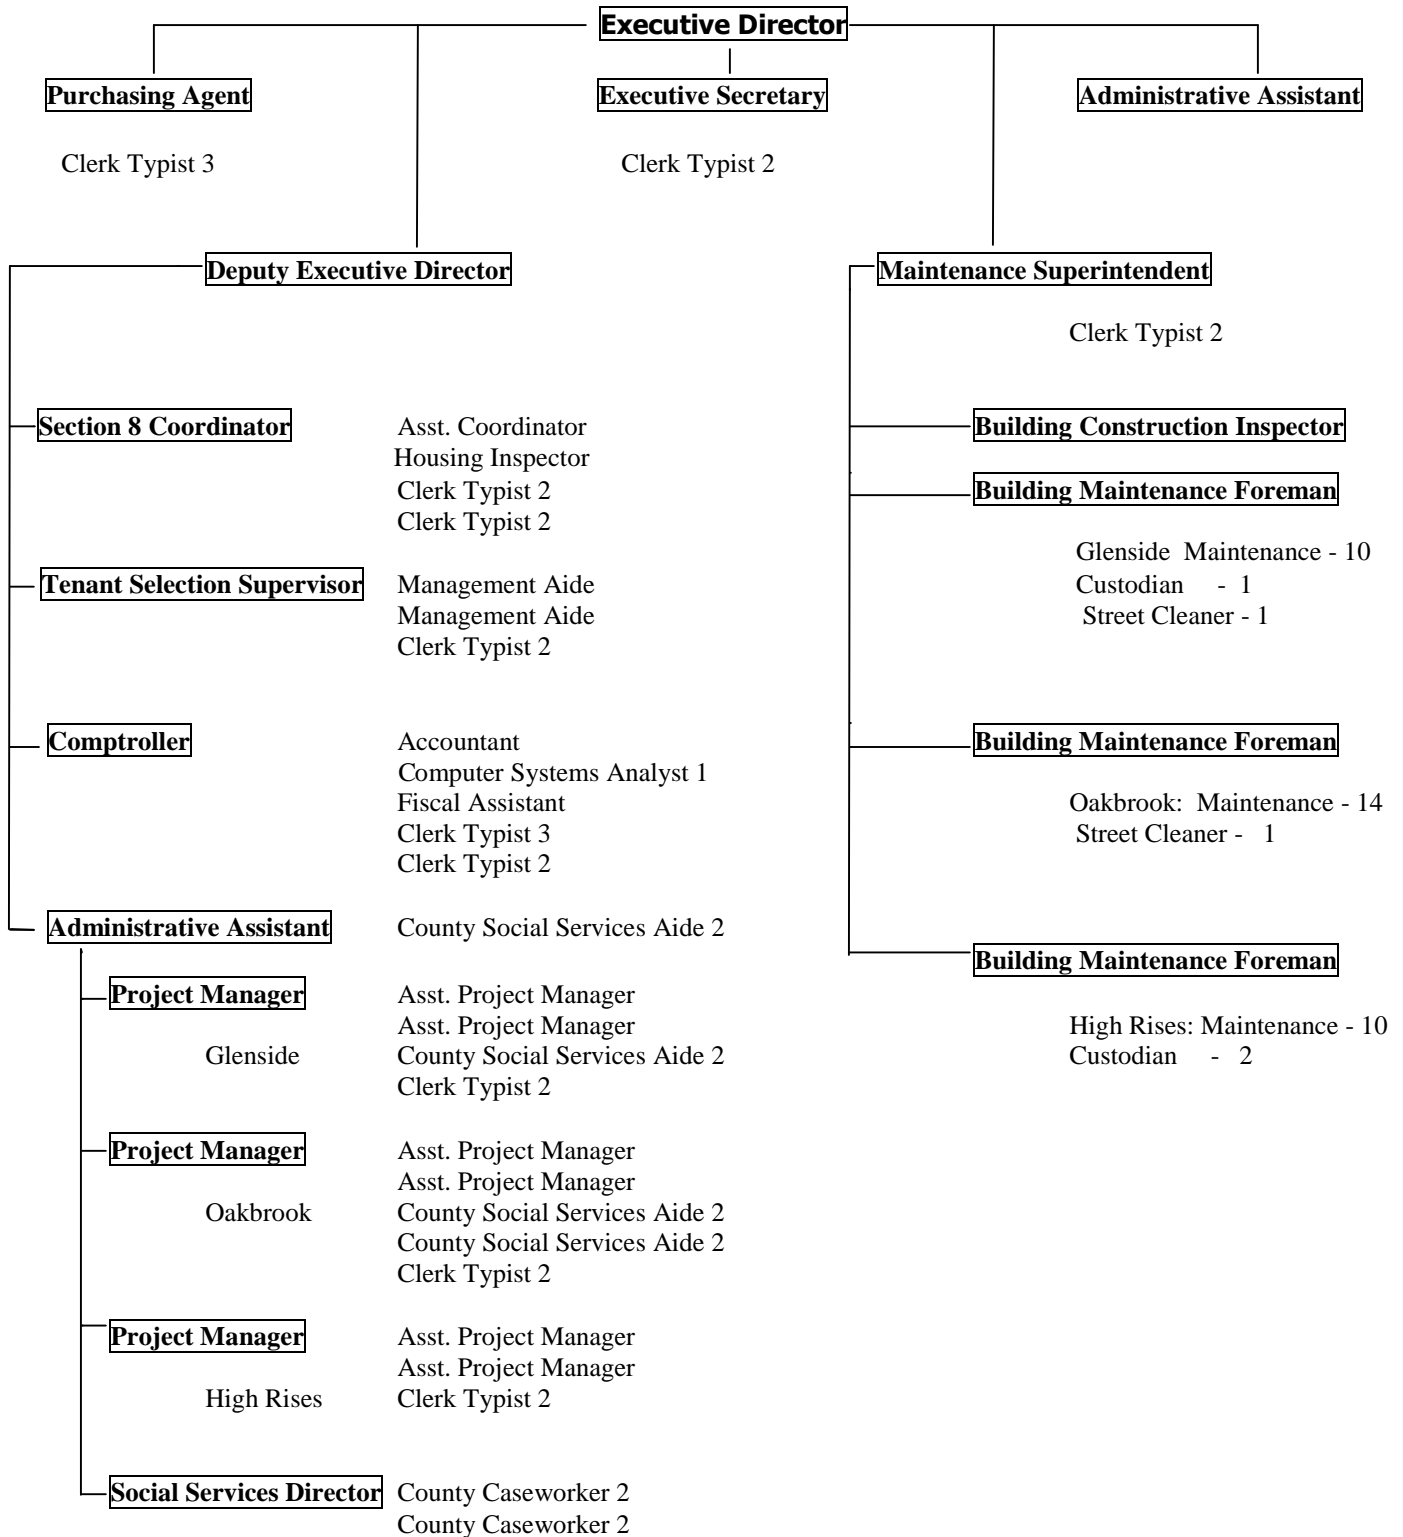 Executive Director
Purchasing Agent
Executive Secretary
Administrative Assistant
Clerk Typist 3
Clerk Typist 2
Deputy Executive Director
Section 8 Coordinator
Asst. Coordinator
Housing Inspector
Clerk Typist 2
Clerk Typist 2
Tenant Selection Supervisor
Management Aide
Management Aide
Clerk Typist 2
Comptroller
Accountant
Computer Systems Analyst 1
Fiscal Assistant
Clerk Typist 3
Clerk Typist 2
Administrative Assistant
County Social Services Aide 2
Project Manager
Glenside
Asst. Project Manager
Asst. Project Manager
County Social Services Aide 2
Clerk Typist 2
Project Manager
Oakbrook
Asst. Project Manager
Asst. Project Manager
County Social Services Aide 2
County Social Services Aide 2
Clerk Typist 2
Project Manager
High Rises
Asst. Project Manager
Asst. Project Manager
Clerk Typist 2
Social Services Director
County Caseworker 2
County Caseworker 2
Maintenance Superintendent
Clerk Typist 2
Building Construction Inspector
Building Maintenance Foreman
Glenside Maintenance - 10
Custodian - 1
Street Cleaner - 1
Building Maintenance Foreman
Oakbrook: Maintenance - 14
Street Cleaner - 1
Building Maintenance Foreman
High Rises: Maintenance - 10
Custodian - 2